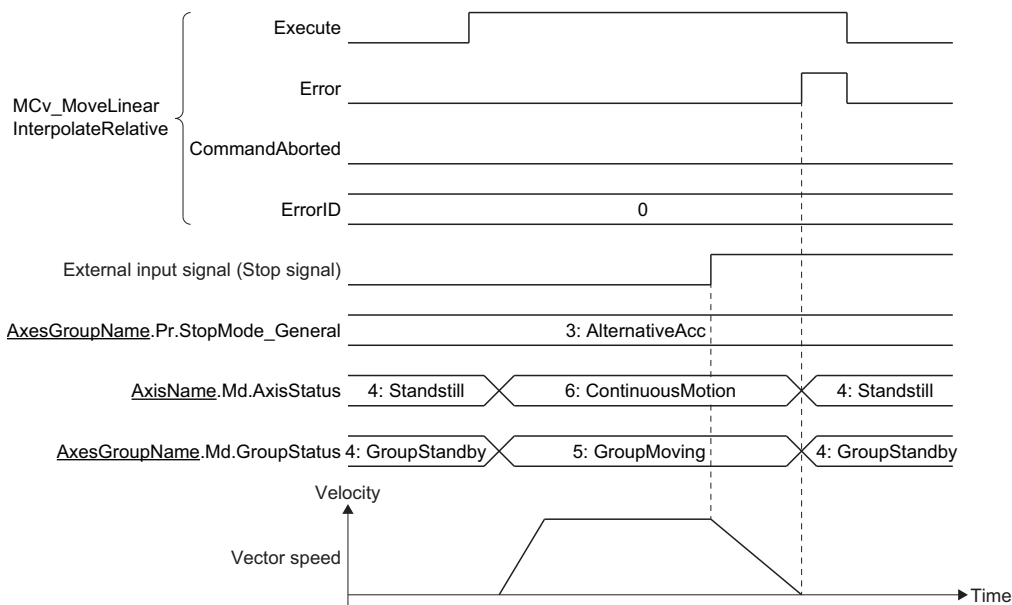 Execute
Error
MCv_MoveLinear
InterpolateRelative
CommandAborted
ErrorID
0
External input signal (Stop signal)
AxesGroupName.Pr.StopMode_General
3: AlternativeAcc
AxisName.Md.AxisStatus
4: Standstill
6: ContinuousMotion
4: Standstill
AxesGroupName.Md.GroupStatus
4: GroupStandby
5: GroupMoving
4: GroupStandby
Velocity
Vector speed
Time